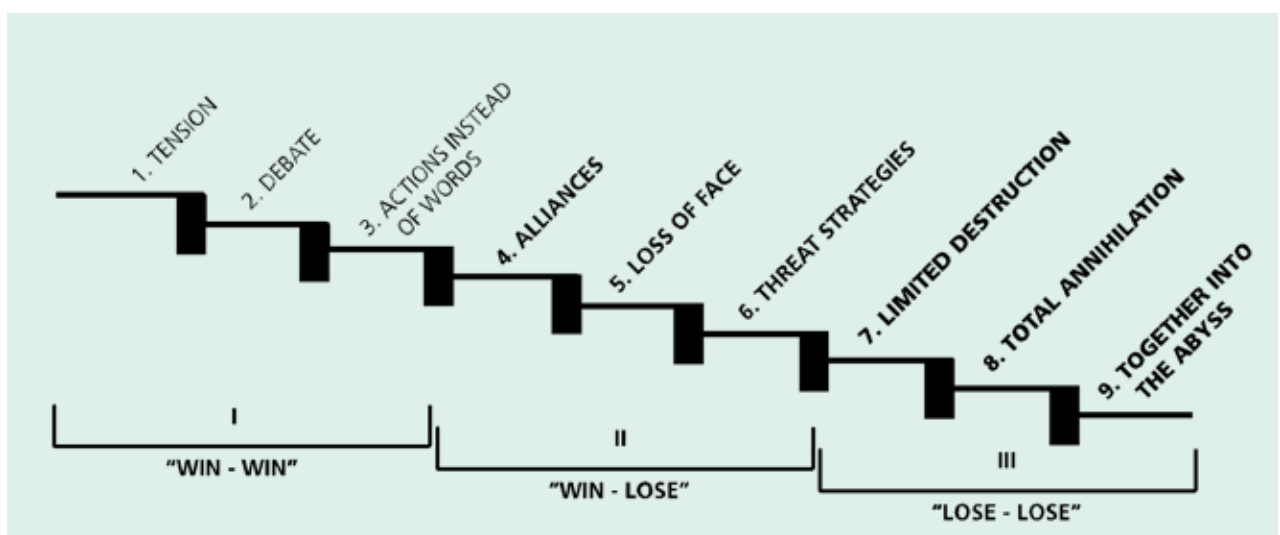 1. TENSION
2. DEBATE
3. ACTIONS INSTEAD
OF WORDS
4. ALLIANCES
5. LOSS OF FACE
6. THREAT STRATEGIES
7. LIMITED DESTRUCTION
8. TOTAL ANNIHILATION
9. TOGETHER INTO
THE ABYSS
I
"WIN - WIN"
II
"WIN - LOSE"
III
"LOSE - LOSE"